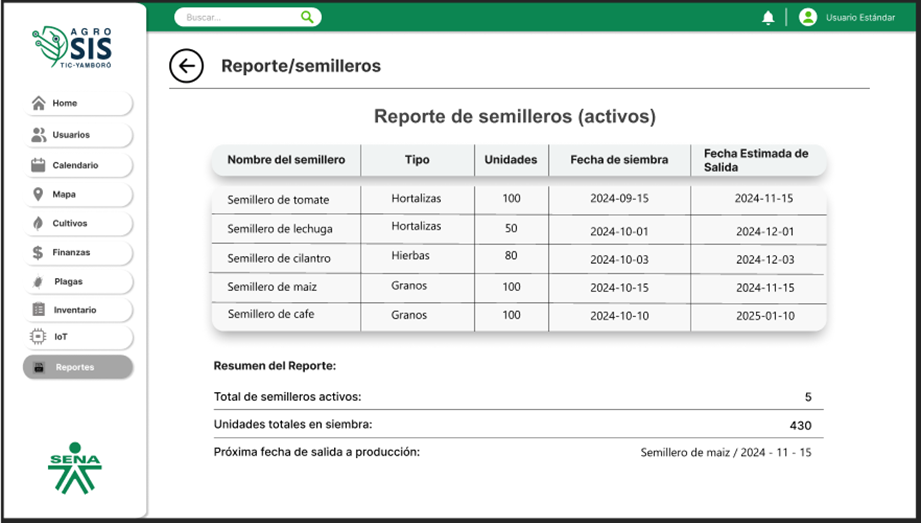 AGRO
SIS
TIC-YAMBORÓ
Buscar...
Usuario Estándar
Home
Usuarios
Calendario
Mapa
Cultivos
Finanzas
Plagas
Inventario
IoT
Reportes
SENA
Reporte/semilleros
Reporte de semilleros (activos)
Nombre del semillero Tipo Unidades Fecha de siembra Fecha Estimada de Salida
Semillero de tomate Hortalizas 100 2024-09-15 2024-11-15
Semillero de lechuga Hortalizas 50 2024-10-01 2024-12-01
Semillero de cilantro Hierbas 80 2024-10-03 2024-12-03
Semillero de maiz Granos 100 2024-10-15 2024-11-15
Semillero de cafe Granos 100 2024-10-10 2025-01-10
Resumen del Reporte:
Total de semilleros activos: 5
Unidades totales en siembra: 430
Próxima fecha de salida a producción: Semillero de maiz / 2024 - 11 - 15